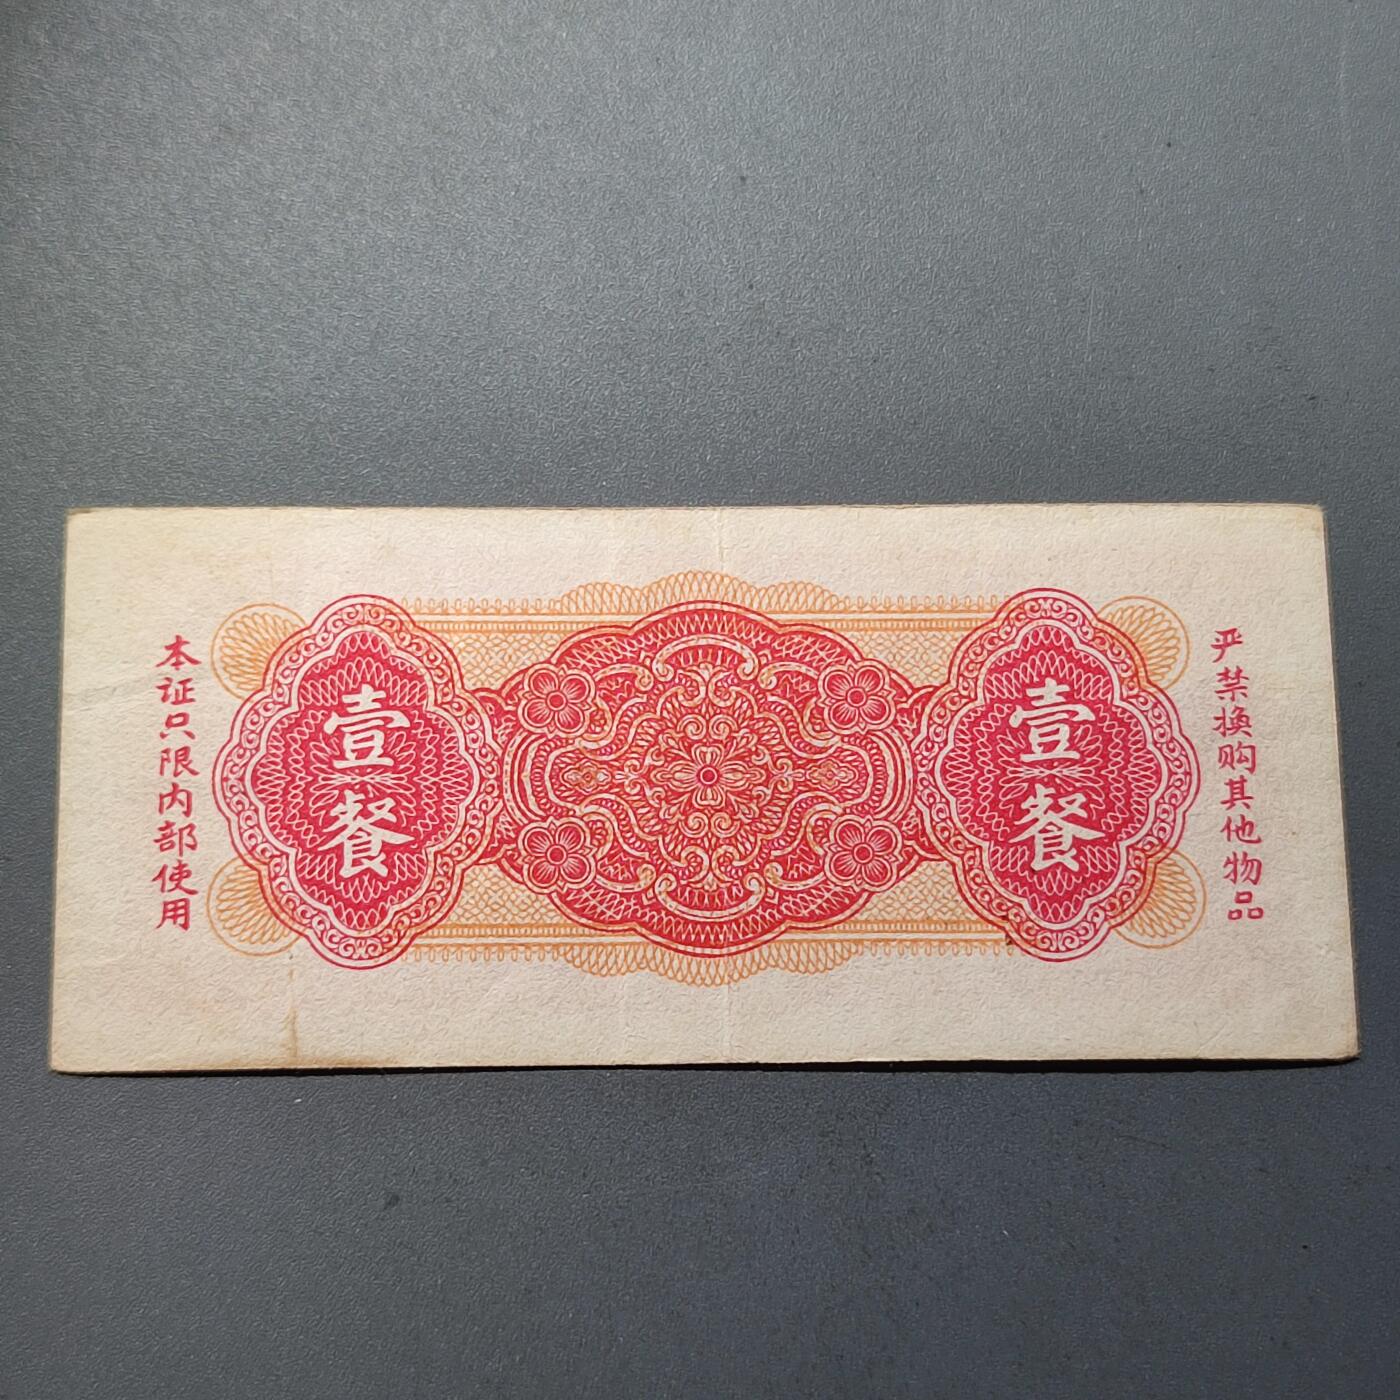 本证只限内部使用
壹餐
壹餐
严禁换购其他物品